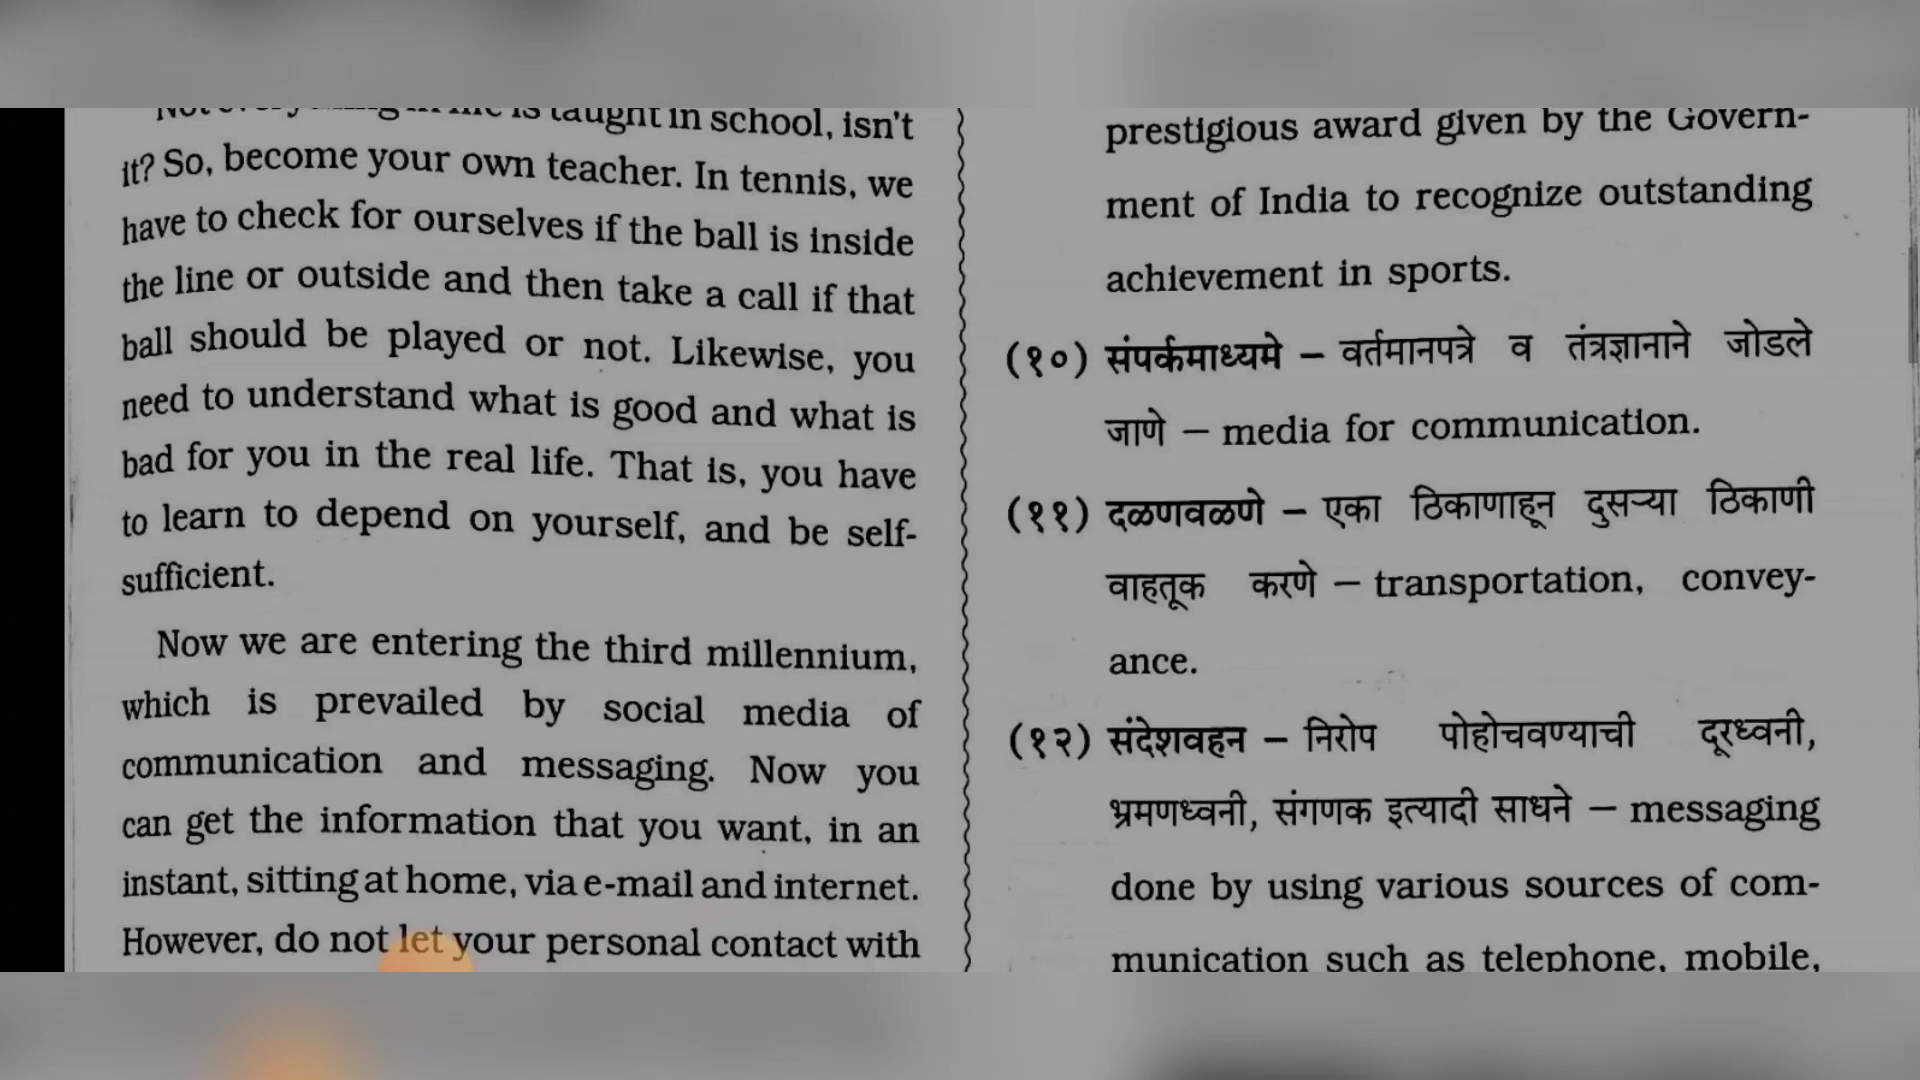 is taught in school, isn't
it? So, become your own teacher. In tennis, we
have to check for ourselves if the ball is inside
the line or outside and then take a call if that
ball should be played or not. Likewise, you
need to understand what is good and what is
bad for you in the real life. That is, you have
to learn to depend on yourself, and be self-
sufficient.
Now we are entering the third millennium,
which is prevailed by social media of
communication and messaging. Now you
can get the information that you want, in an
instant, sitting at home, via e-mail and internet.
However, do not let your personal contact with
prestigious award given by the Govern-
ment of India to recognize outstanding
achievement in sports.
(१०) संपर्कमाध्यमे – वर्तमानपत्रे व तंत्रज्ञानाने जोडले
जाणे – media for communication.
(११) दळणवळणे – एका ठिकाणाहून दुसऱ्या ठिकाणी
वाहतूक करणे – transportation, convey-
ance.
(१२) संदेशवहन – निरोप पोहोचवण्याची दूरध्वनी,
भ्रमणध्वनी, संगणक इत्यादी साधने – messaging
done by using various sources of com-
munication such as telephone, mobile,